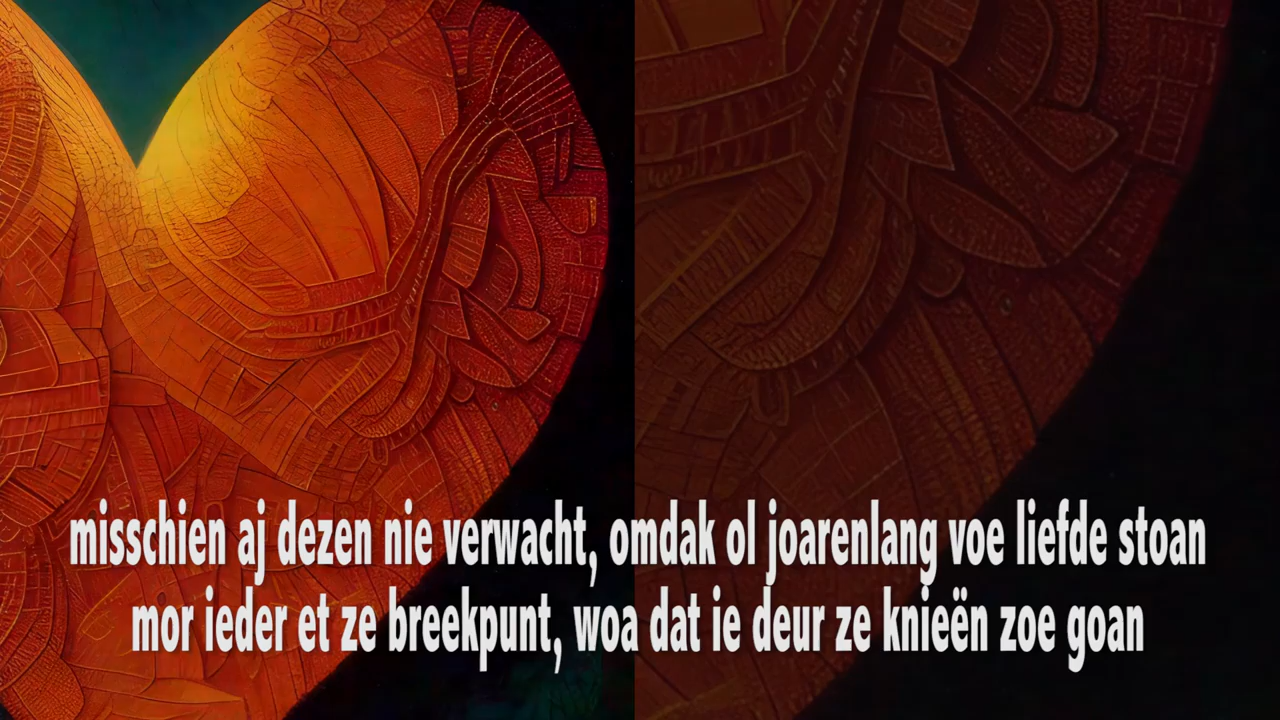 misschien aj dezen nie verwacht, omdak ol joarenlang voe liefde stoan
mor ieder et ze breekpunt, woa dat ie deur ze knieën zoe goan